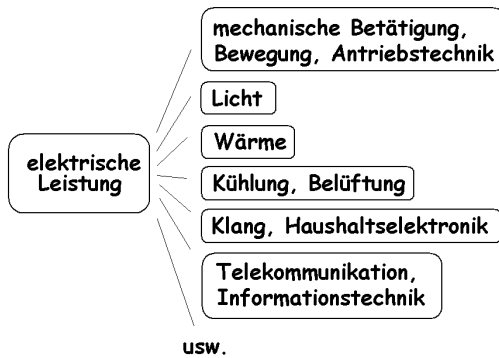 mechanische Betätigung,
Bewegung, Antriebstechnik
Licht
Wärme
elektrische
Leistung
Kühlung, Belüftung
Klang, Haushaltselektronik
Telekommunikation,
Informationstechnik
usw.